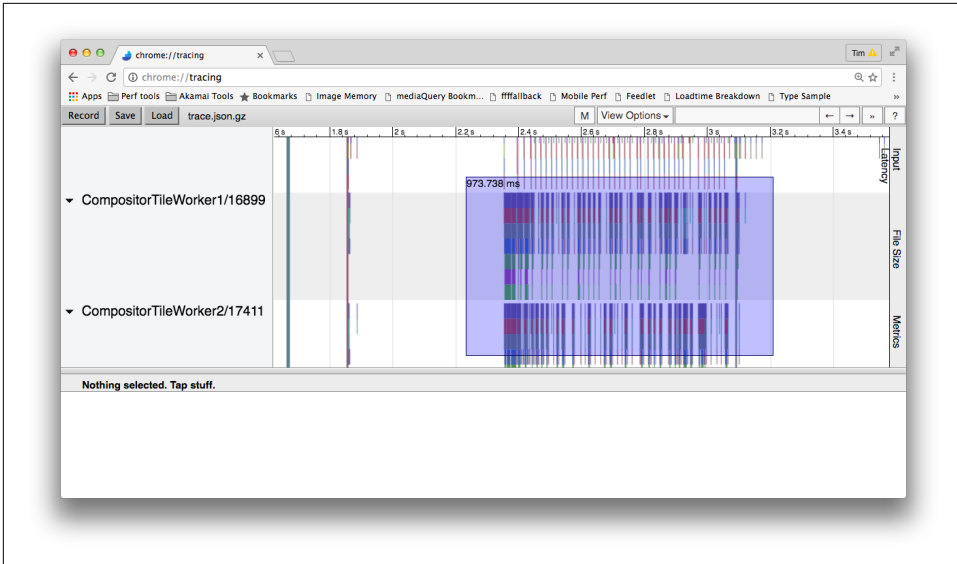 chrome://tracing
Tim
chrome://tracing
Apps Perf tools Akamai Tools Bookmarks Image Memory mediaQuery Bookm... ffffallback Mobile Perf Feedlet Loadtime Breakdown Type Sample »
Record Save Load trace.json.gz M View Options ← → » ?
6 s 1.8 s 2 s 2.2 s 2.4 s 2.6 s 2.8 s 3 s 3.2 s 3.4 s
Input Latency
973.738 ms
CompositorTileWorker1/16899
File Size
CompositorTileWorker2/17411
Metrics
Nothing selected. Tap stuff.